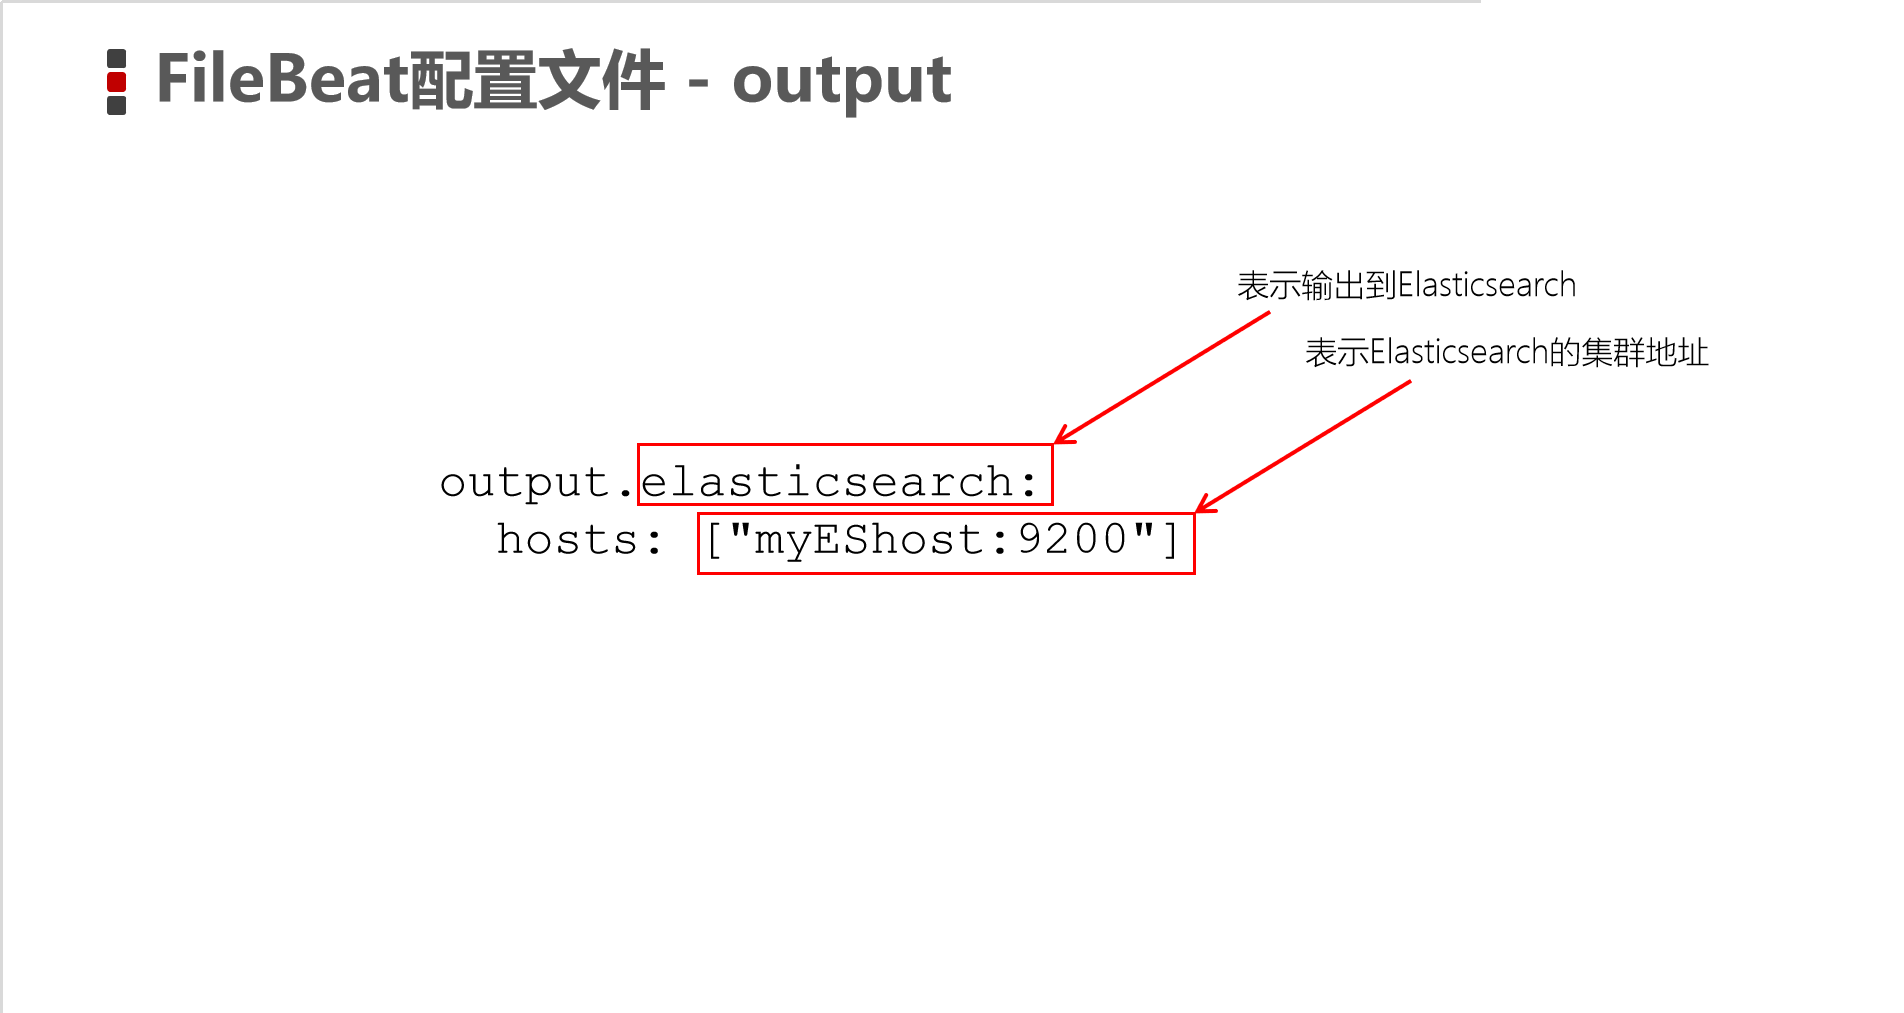 FileBeat配置文件 - output
表示输出到Elasticsearch
表示Elasticsearch的集群地址
output.elasticsearch:
  hosts: ["myEShost:9200"]